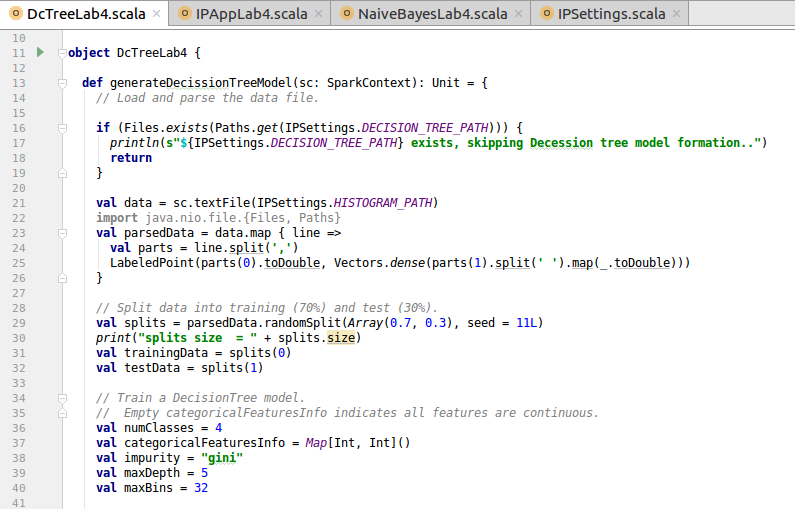 DcTreeLab4.scala × IPAppLab4.scala × NaiveBayesLab4.scala × IPSettings.scala ×
10
11 object DcTreeLab4 {
12
13 def generateDecissionTreeModel(sc: SparkContext): Unit = {
14 // Load and parse the data file.
15
16 if (Files.exists(Paths.get(IPSettings.DECISION_TREE_PATH))) {
17 println(s"${IPSettings.DECISION_TREE_PATH} exists, skipping Decession tree model formation..")
18 return
19 }
20
21 val data = sc.textFile(IPSettings.HISTOGRAM_PATH)
22 import java.nio.file.{Files, Paths}
23 val parsedData = data.map { line =>
24 val parts = line.split(',')
25 LabeledPoint(parts(0).toDouble, Vectors.dense(parts(1).split(' ').map(_.toDouble)))
26 }
27
28 // Split data into training (70%) and test (30%).
29 val splits = parsedData.randomSplit(Array(0.7, 0.3), seed = 11L)
30 print("splits size  = " + splits.size)
31 val trainingData = splits(0)
32 val testData = splits(1)
33
34 // Train a DecisionTree model.
35 //  Empty categoricalFeaturesInfo indicates all features are continuous.
36 val numClasses = 4
37 val categoricalFeaturesInfo = Map[Int, Int]()
38 val impurity = "gini"
39 val maxDepth = 5
40 val maxBins = 32
41